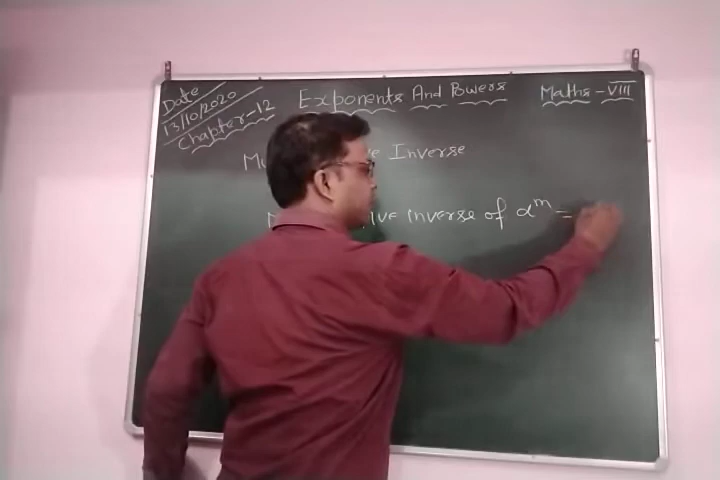 Date
13/10/2020
Chapter-12
Exponents And Powers
Maths-VIII
Inverse
inverse of a^m =